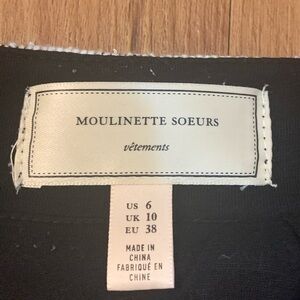 MOULINETTE SOEURS
vêtements
US 6
UK 10
EU 38
MADE IN
CHINA
FABRIQUÉ EN
CHINE